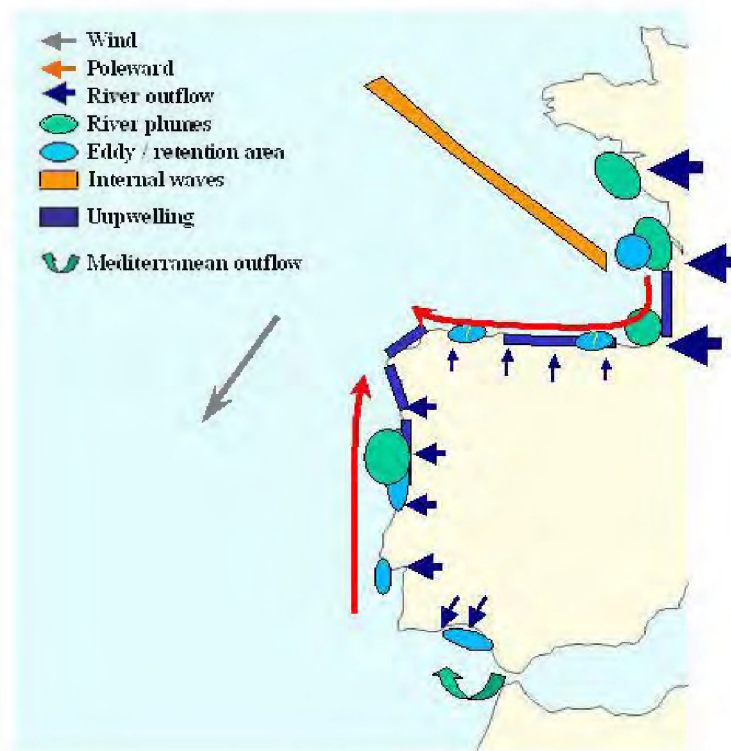 Wind
Poleward
River outflow
River plumes
Eddy / retention area
Internal waves
Uupwelling
Mediterranean outflow